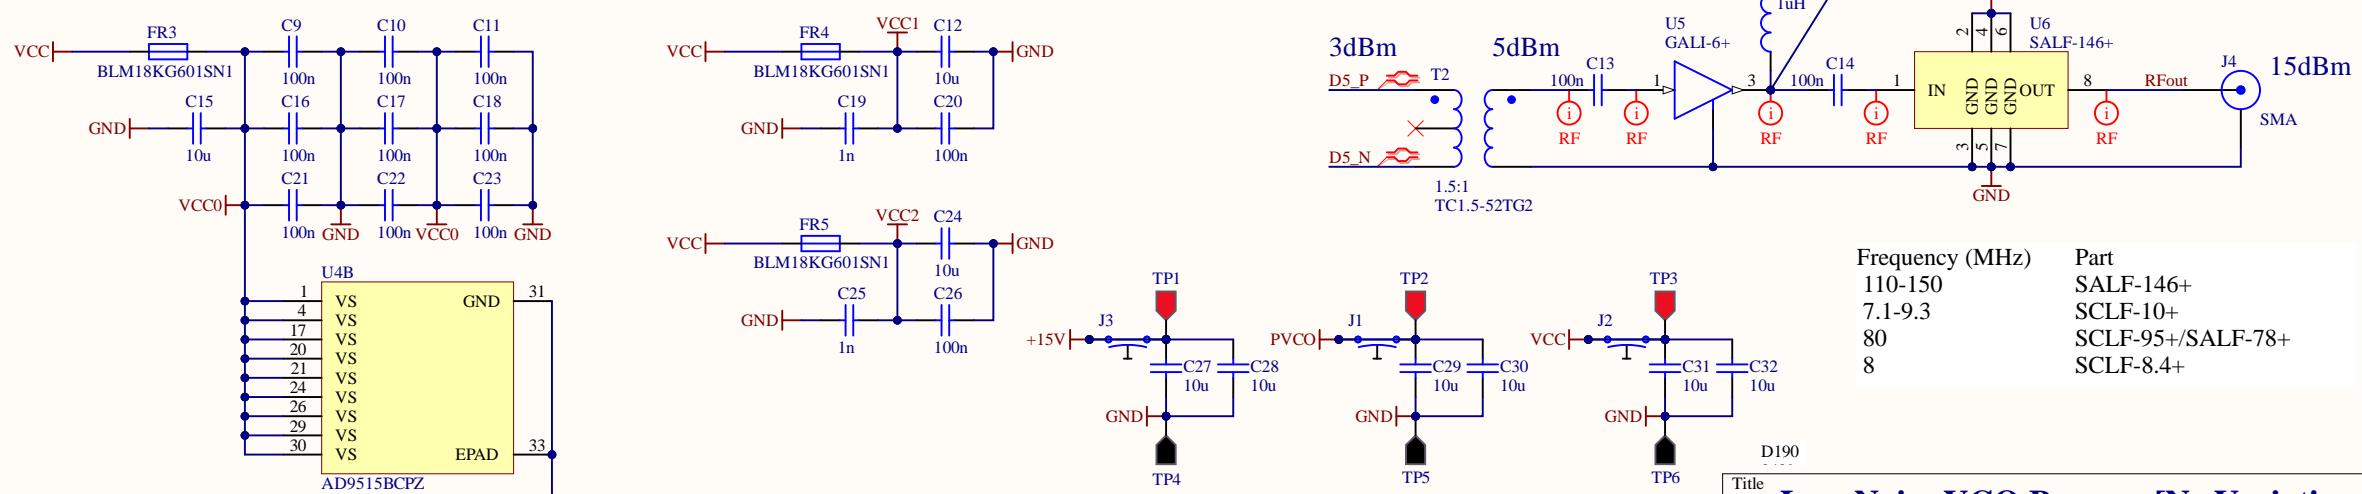 VCC
FR3
BLM18KG601SN1
C9
100n
C10
100n
C11
100n
GND
C15
10u
C16
100n
C17
100n
C18
100n
VCC0
C21
100n
GND
C22
100n
VCC0
C23
100n
GND
U4B
1 VS GND 31
4 VS
17 VS
20 VS
21 VS
24 VS
26 VS
29 VS
30 VS EPAD 33
AD9515BCPZ
VCC
FR4
BLM18KG601SN1
VCC1
C12
10u
GND
GND
C19
1n
C20
100n
VCC
FR5
BLM18KG601SN1
VCC2
C24
10u
GND
GND
C25
1n
C26
100n
3dBm
D5_P
D5_N
T2
1.5:1
TC1.5-52TG2
5dBm
C13
100n
i
RF
i
RF
U5
GALI-6+
1
3
1uH
i
RF
C14
100n
i
RF
U6
SALF-146+
2
4
6
1
IN
GND
GND
GND
OUT
8
3
5
7
GND
RFout
i
RF
J4
SMA
15dBm
TP1
+15V
J3
C27
10u
C28
10u
GND
TP4
TP2
PVCO
J1
C29
10u
C30
10u
GND
TP5
TP3
VCC
J2
C31
10u
C32
10u
GND
TP6
Frequency (MHz) Part
110-150 SALF-146+
7.1-9.3 SCLF-10+
80 SCLF-95+/SALF-78+
8 SCLF-8.4+
D190
Title